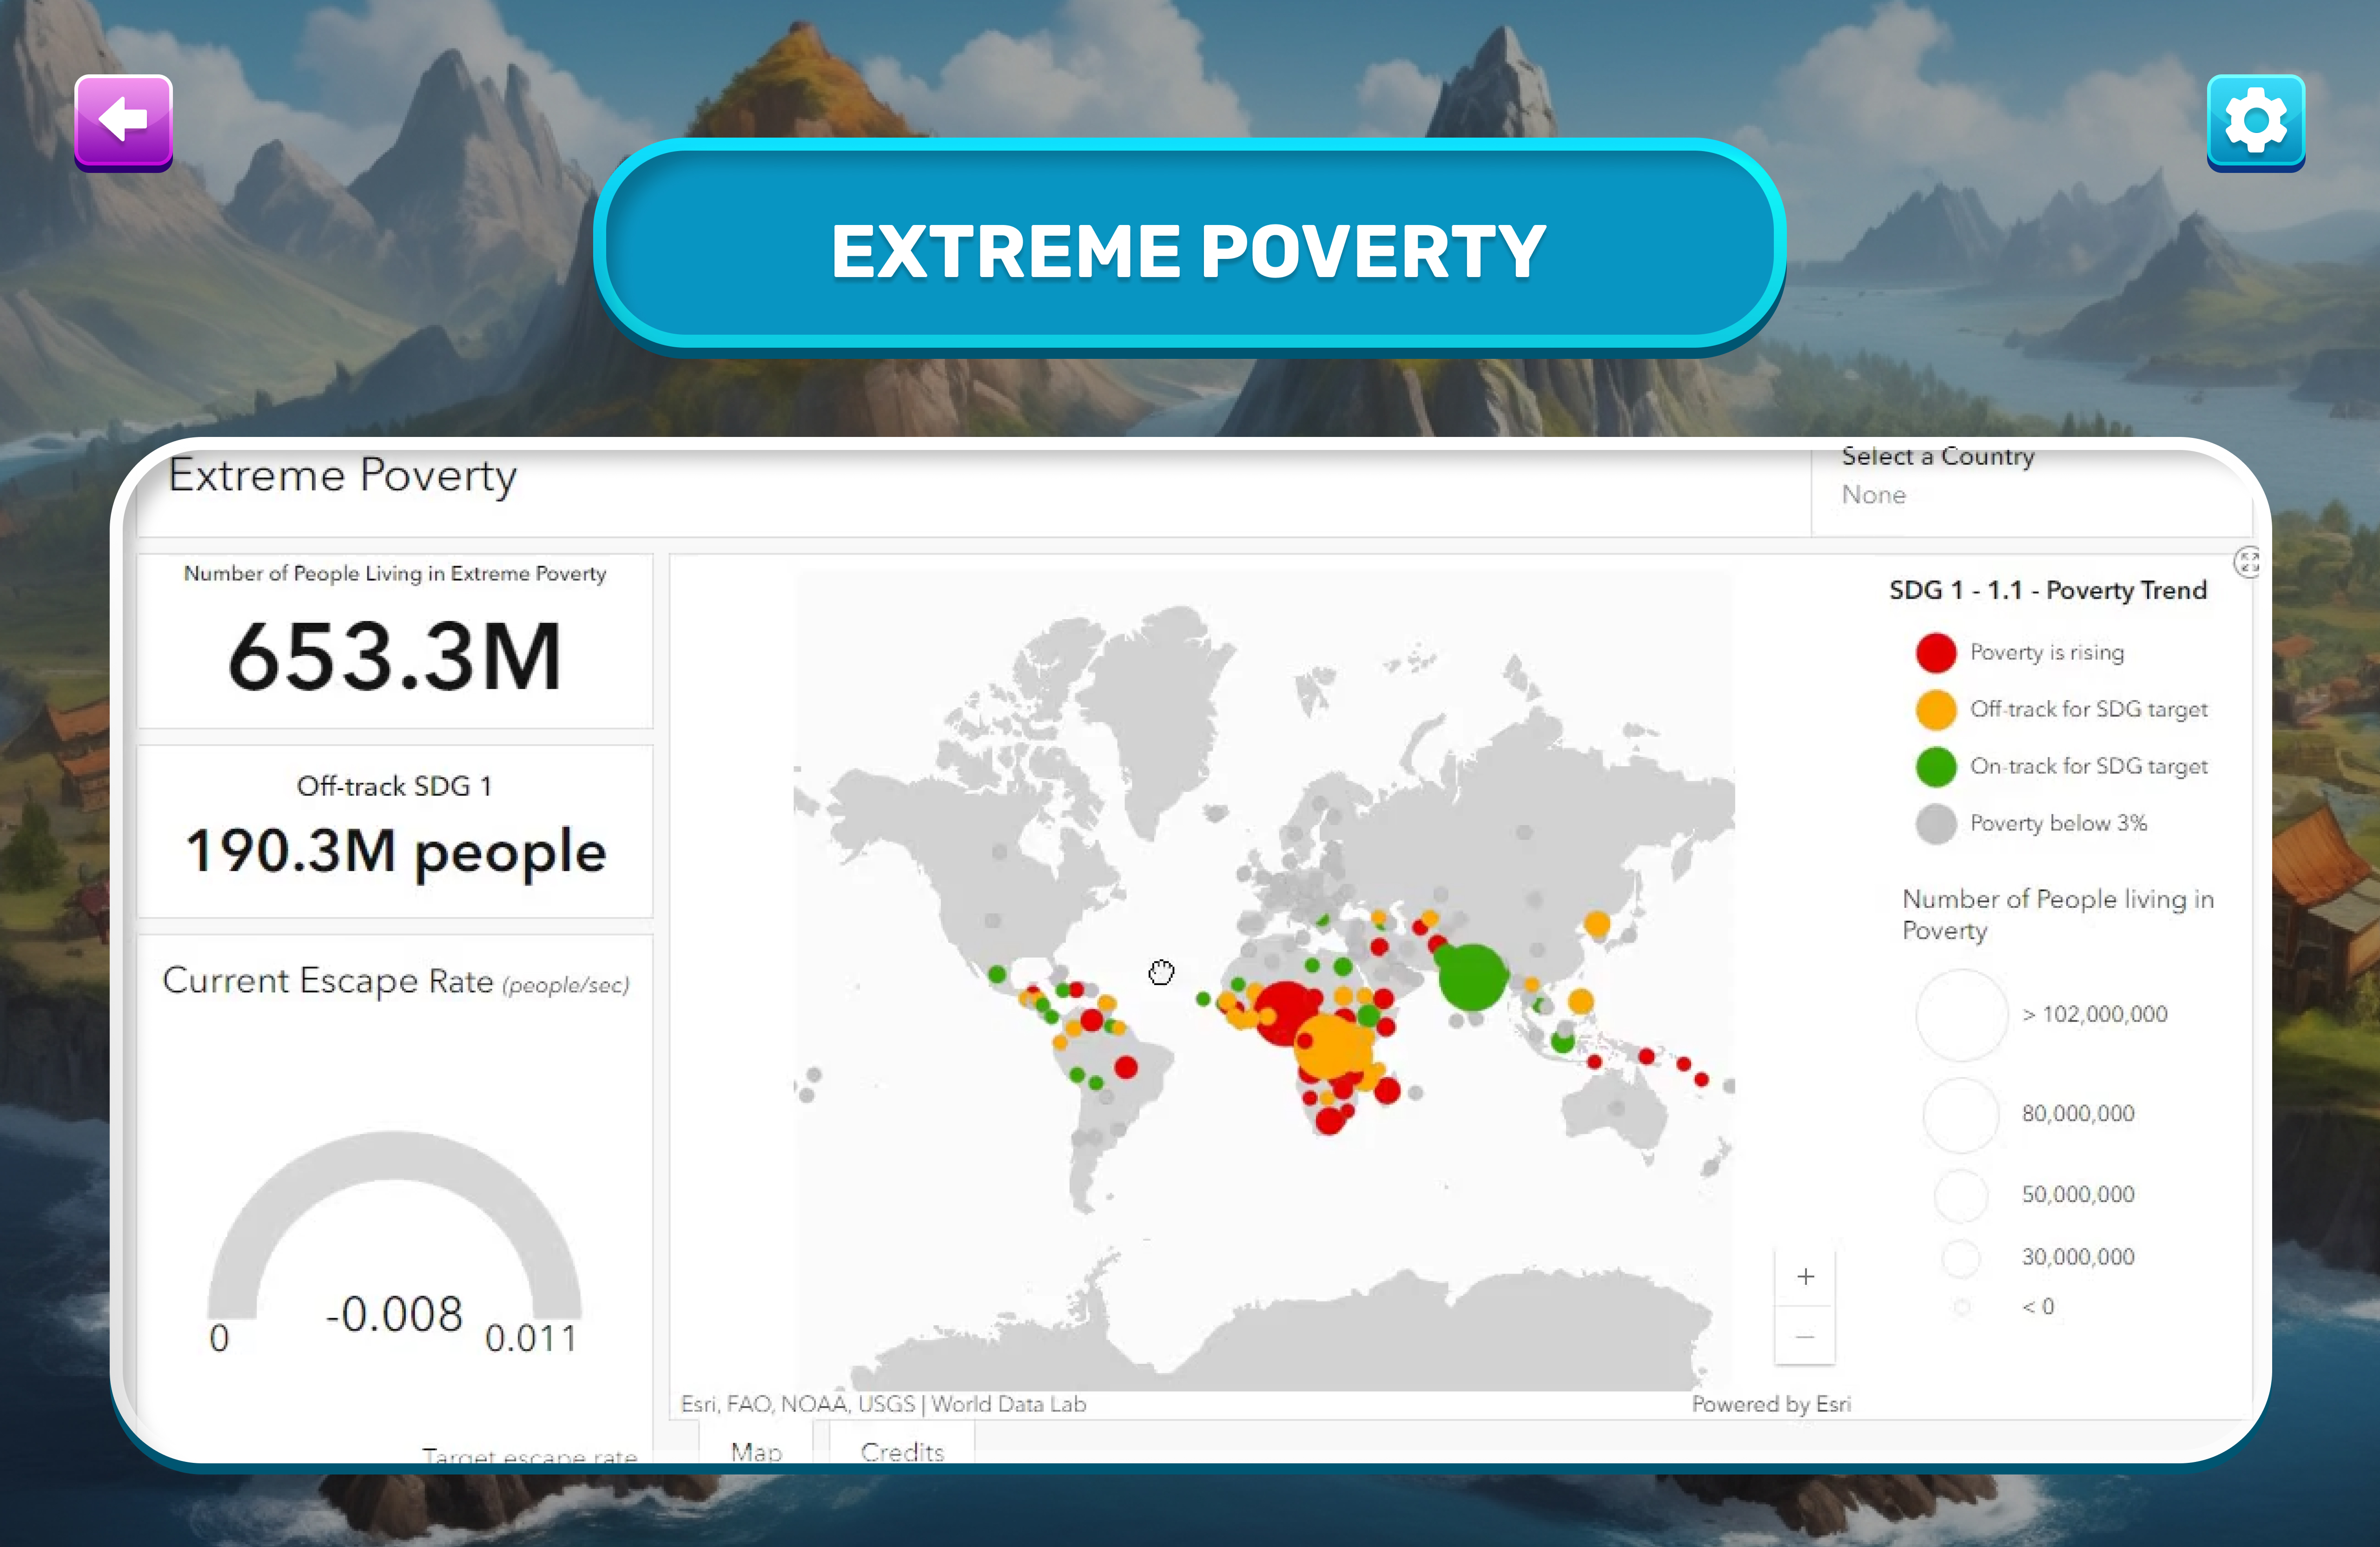 EXTREME POVERTY
Extreme Poverty
Select a Country
None
Number of People Living in Extreme Poverty
653.3M
Off-track SDG 1
190.3M people
Current Escape Rate (people/sec)
-0.008
0
0.011
Target escape rate
SDG 1 - 1.1 - Poverty Trend
Poverty is rising
Off-track for SDG target
On-track for SDG target
Poverty below 3%
Number of People living in
Poverty
> 102,000,000
80,000,000
50,000,000
30,000,000
< 0
+
−
Esri, FAO, NOAA, USGS | World Data Lab
Powered by Esri
Map
Credits